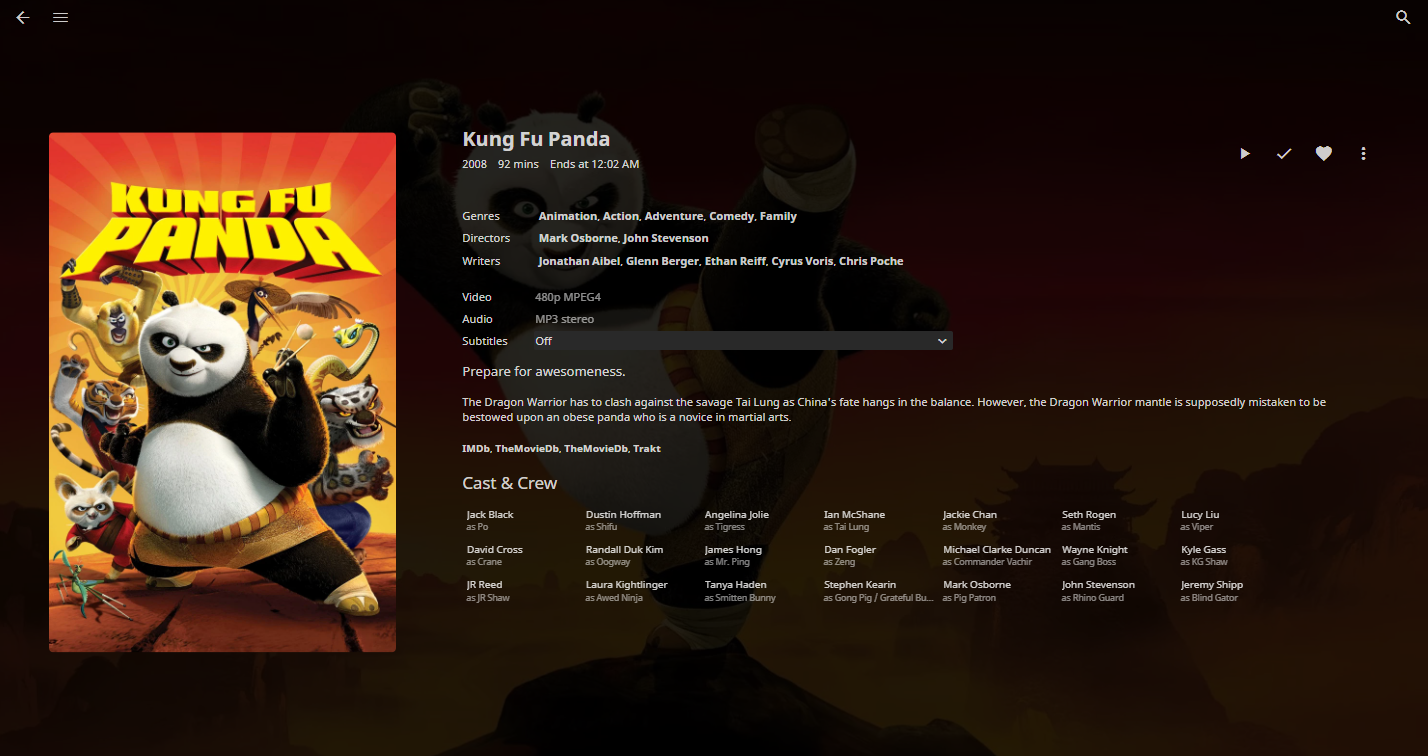 KUNG FU
PANDA
Kung Fu Panda
2008 92 mins Ends at 12:02 AM
Genres Animation, Action, Adventure, Comedy, Family
Directors Mark Osborne, John Stevenson
Writers Jonathan Aibel, Glenn Berger, Ethan Reiff, Cyrus Voris, Chris Poche
Video 480p MPEG4
Audio MP3 stereo
Subtitles Off
Prepare for awesomeness.
The Dragon Warrior has to clash against the savage Tai Lung as China's fate hangs in the balance. However, the Dragon Warrior mantle is supposedly mistaken to be
bestowed upon an obese panda who is a novice in martial arts.
IMDb, TheMovieDb, TheMovieDb, Trakt
Cast & Crew
Jack Black Dustin Hoffman Angelina Jolie Ian McShane Jackie Chan Seth Rogen Lucy Liu
as Po as Shifu as Tigress as Tai Lung as Monkey as Mantis as Viper
David Cross Randall Duk Kim James Hong Dan Fogler Michael Clarke Duncan Wayne Knight Kyle Gass
as Crane as Oogway as Mr. Ping as Zeng as Commander Vachir as Gang Boss as KG Shaw
JR Reed Laura Kightlinger Tanya Haden Stephen Kearin Mark Osborne John Stevenson Jeremy Shipp
as JR Shaw as Awed Ninja as Smitten Bunny as Gong Pig / Grateful Bu... as Pig Patron as Rhino Guard as Blind Gator